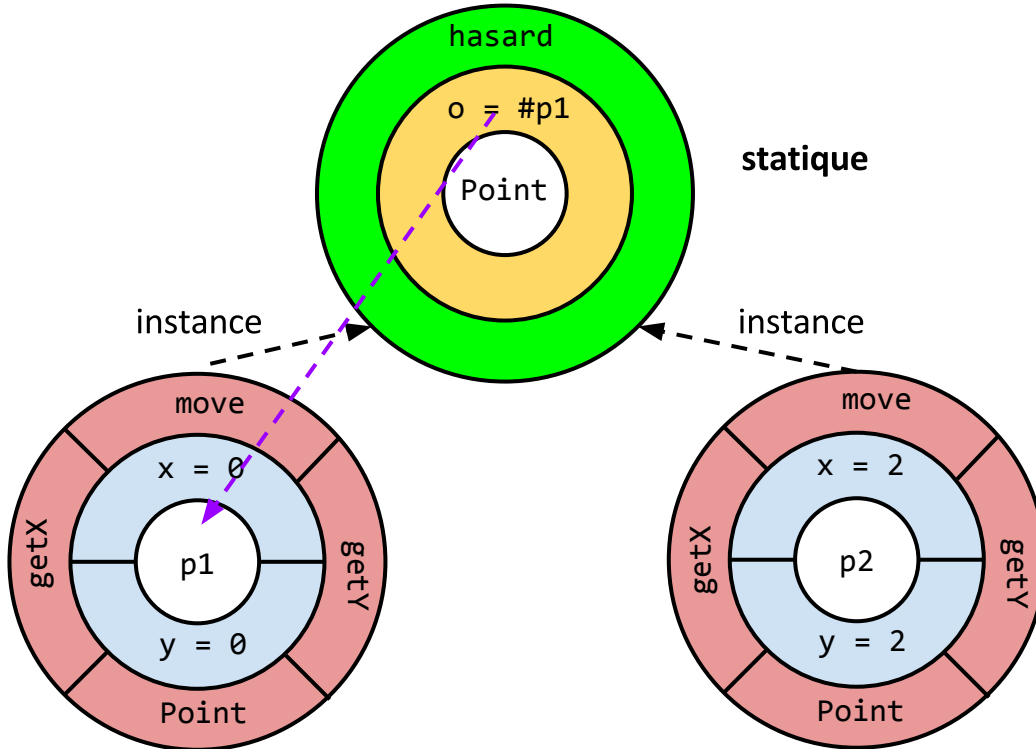 hasard
o = #p1
Point
statique
instance
instance
move
x = 0
getX
p1
getY
y = 0
Point
move
x = 2
getX
p2
getY
y = 2
Point